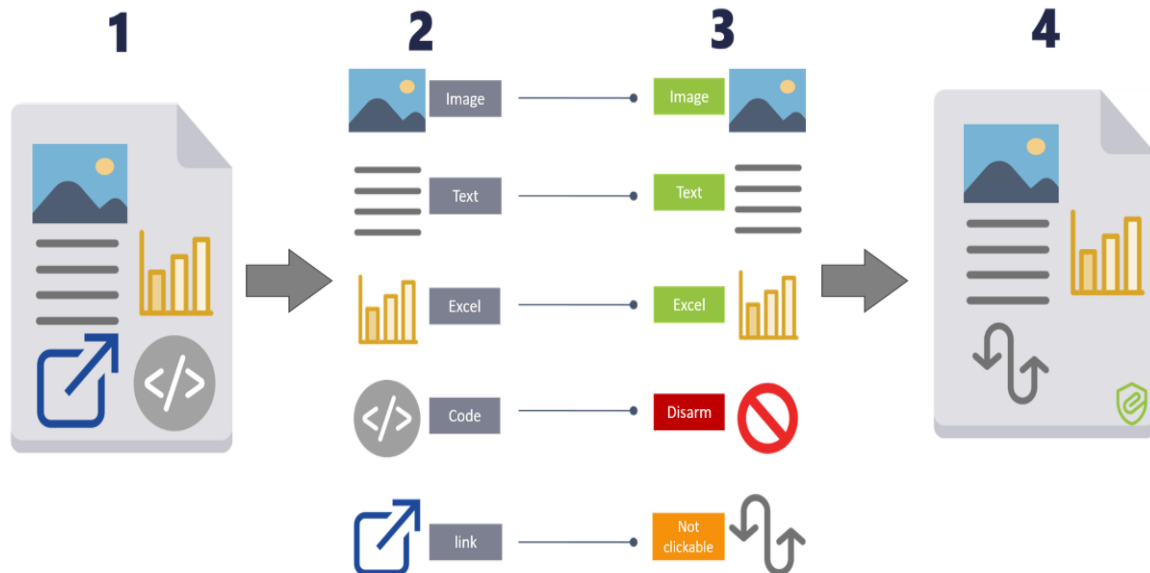 1
2
3
4
Image
Image
Text
Text
Excel
Excel
</>
Code
Disarm
</>
link
Not
clickable